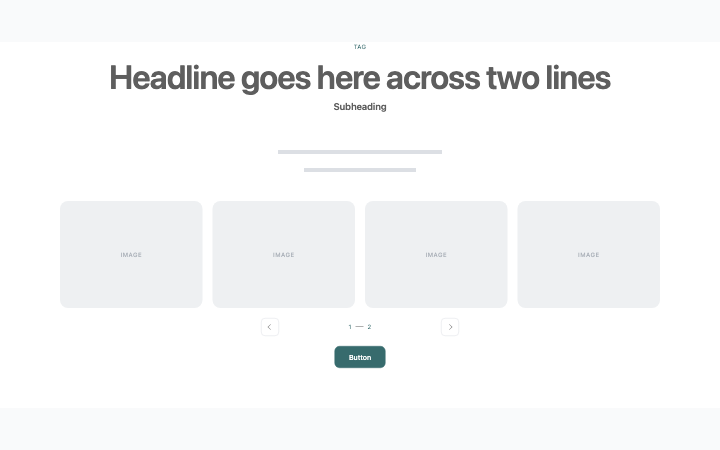 TAG
Headline goes here across two lines
Subheading
IMAGE IMAGE IMAGE IMAGE
1 — 2
Button